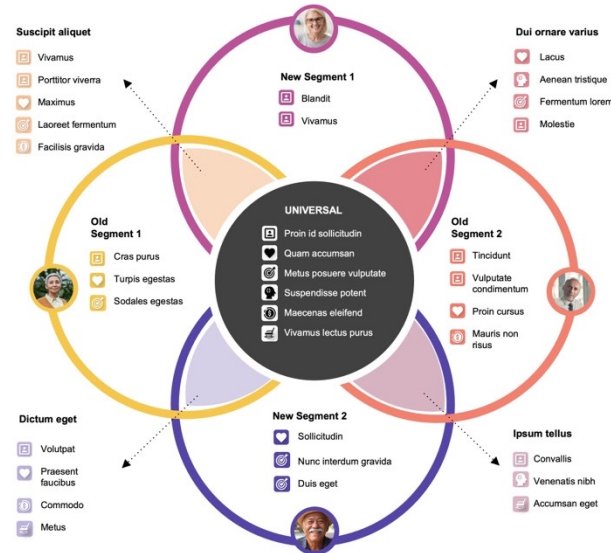 Suscipit aliquet
Vivamus
Porttitor viverra
Maximus
Laoreet fermentum
Facilisis gravida
New Segment 1
Blandit
Vivamus
Dui ornare varius
Lacus
Aenean tristique
Fermentum lorem
Molestie
Old
Segment 1
Cras purus
Turpis egestas
Sodales egestas
UNIVERSAL
Proin id sollicitudin
Quam accumsan
Metus posuere vulputate
Suspendisse potent
Maecenas eleifend
Vivamus lectus purus
Old
Segment 2
Tincidunt
Vulputate
condimentum
Proin cursus
Mauris non
risus
Dictum eget
Volutpat
Praesent
faucibus
Commodo
Metus
New Segment 2
Sollicitudin
Nunc interdum gravida
Duis eget
Ipsum tellus
Convallis
Venenatis nibh
Accumsan eget